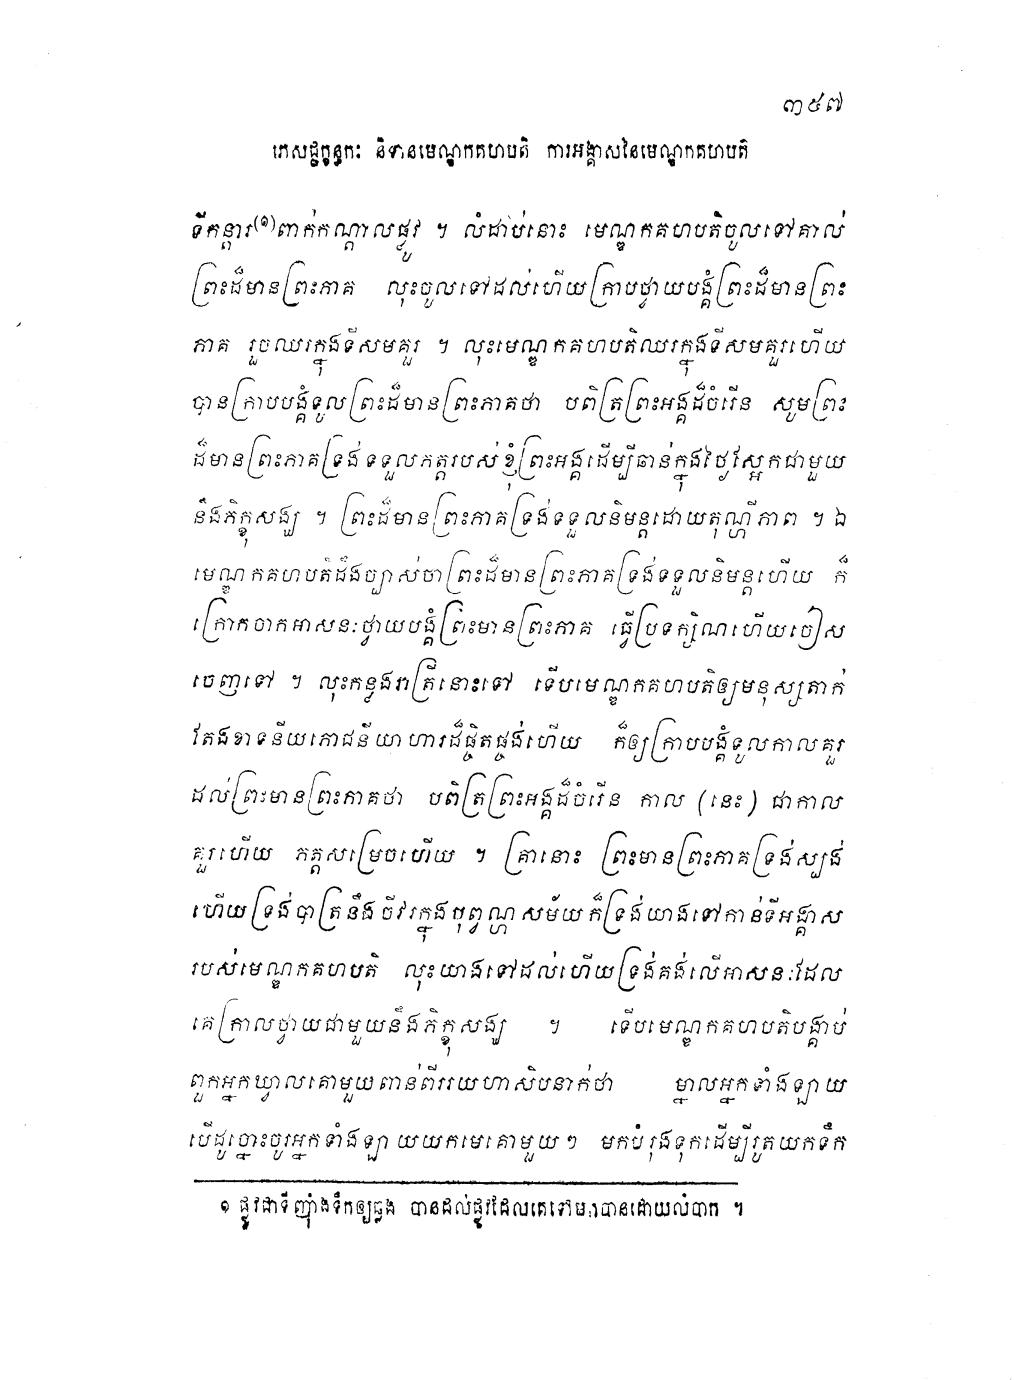 ៣៥៧
ភេសជ្ជក្ខន្ធកៈ និទានមេណ្ឌកគហបតិ ការអង្គាសនៃមេណ្ឌកគហបតិ
ទីកន្តារ(១)ពាក់កណ្តាលផ្លូវ ។ លំដាប់នោះ មេណ្ឌកគហបតិចូលទៅគាល់
ព្រះដ៏មានព្រះភាគ លុះចូលទៅដល់ហើយក្រាបថ្វាយបង្គំព្រះដ៏មានព្រះ
ភាគ រួចឈរក្នុងទីសមគួរ ។ លុះមេណ្ឌកគហបតិឈរក្នុងទីសមគួរហើយ
បានក្រាបបង្គំទូលព្រះដ៏មានព្រះភាគថា បពិត្រព្រះអង្គដ៏ចំរើន សូមព្រះ
ដ៏មានព្រះភាគទ្រង់ទទួលភត្តរបស់ខ្ញុំព្រះអង្គដើម្បីឆាន់ក្នុងថ្ងៃស្អែកជាមួយ
នឹងភិក្ខុសង្ឃ ។ ព្រះដ៏មានព្រះភាគទ្រង់ទទួលនិមន្តដោយតុណ្ហីភាព ។ ឯ
មេណ្ឌកគហបតិដឹងច្បាស់ថាព្រះដ៏មានព្រះភាគទ្រង់ទទួលនិមន្តហើយ ក៏
ក្រោកចាកអាសនៈថ្វាយបង្គំព្រះមានព្រះភាគ ធ្វើប្រទក្សិណហើយចៀស
ចេញទៅ ។ លុះកន្លងរាត្រីនោះទៅ ទើបមេណ្ឌកគហបតិឲ្យមនុស្សតាក់
តែងខាទនីយភោជនីយាហារដ៏ផ្ចិតផ្ចង់ហើយ ក៏ឲ្យក្រាបបង្គំទូលកាលគួរ
ដល់ព្រះមានព្រះភាគថា បពិត្រព្រះអង្គដ៏ចំរើន កាល (នេះ) ជាកាល
គួរហើយ ភត្តសម្រេចហើយ ។ គ្រានោះ ព្រះមានព្រះភាគទ្រង់ស្បង់
ហើយទ្រង់បាត្រនឹងចីវរក្នុងបុព្វណ្ហសម័យក៏ទ្រង់យាងទៅកាន់ទីអង្គាស
របស់មេណ្ឌកគហបតិ លុះយាងទៅដល់ហើយទ្រង់គង់លើអាសនៈដែល
គេក្រាលថ្វាយជាមួយនឹងភិក្ខុសង្ឃ ។ ទើបមេណ្ឌកគហបតិបង្គាប់
ពួកអ្នកឃ្វាលគោមួយពាន់ពីររយហាសិបនាក់ថា ម្នាលអ្នកទាំងឡាយ
បើដូច្នោះចូរអ្នកទាំងឡាយយកមេគោមួយៗ មកបំរុងទុកដើម្បីរូតយកទឹក
១ ផ្លូវជាទីញ៉ាំងទឹកឲ្យឆ្លង បានដល់ផ្លូវដែលគេទៅមកបានដោយលំបាក ។